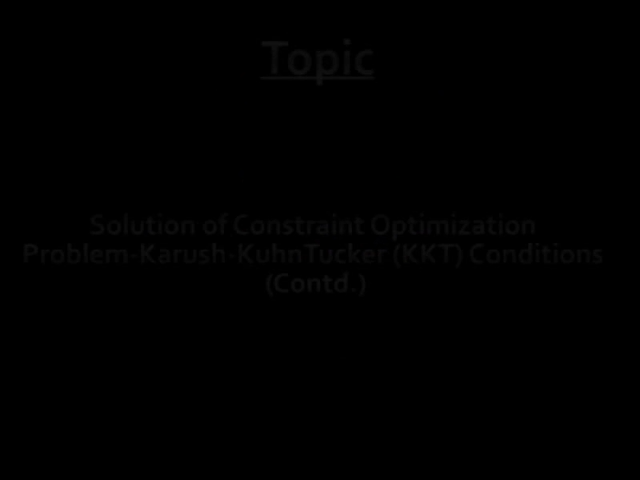 Topic
Solution of Constraint Optimization
Problem-Karush-KuhnTucker (KKT) Conditions
(Contd.)